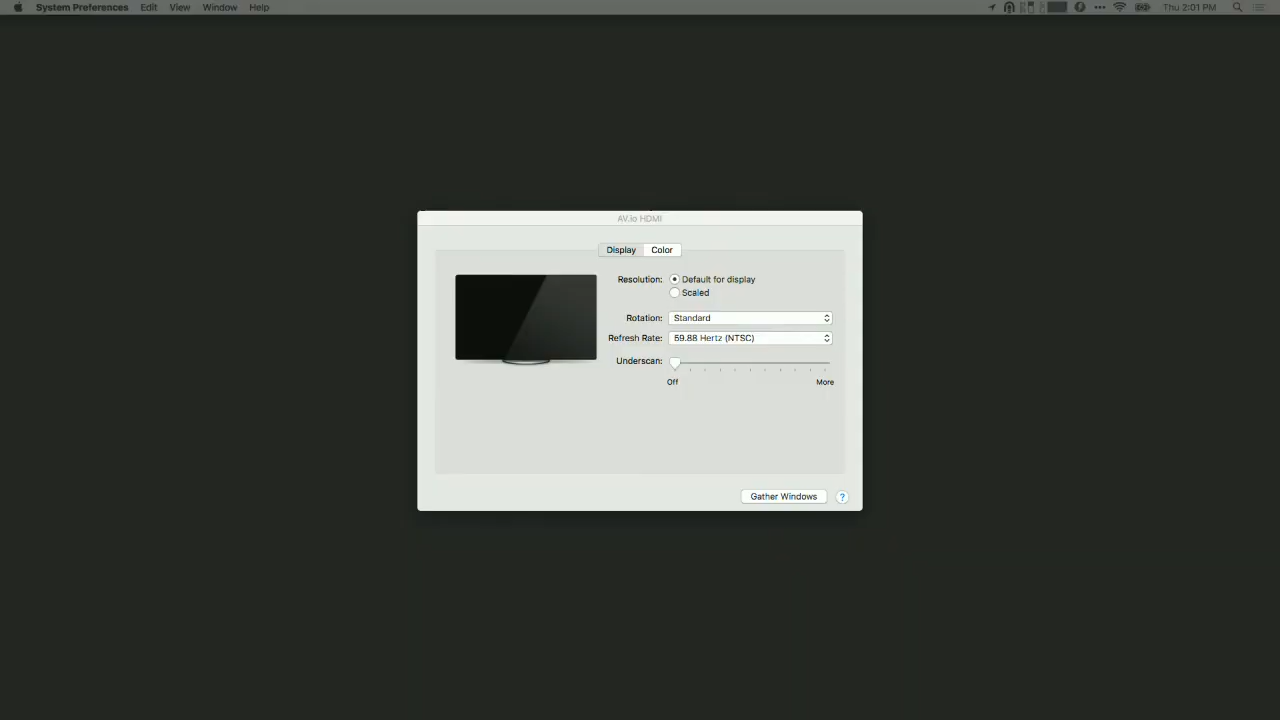 System Preferences Edit View Window Help Thu 2:01 PM
AV.io HDMI
Display Color
Resolution: Default for display
Scaled
Rotation: Standard
Refresh Rate: 59.88 Hertz (NTSC)
Underscan:
Off More
Gather Windows ?